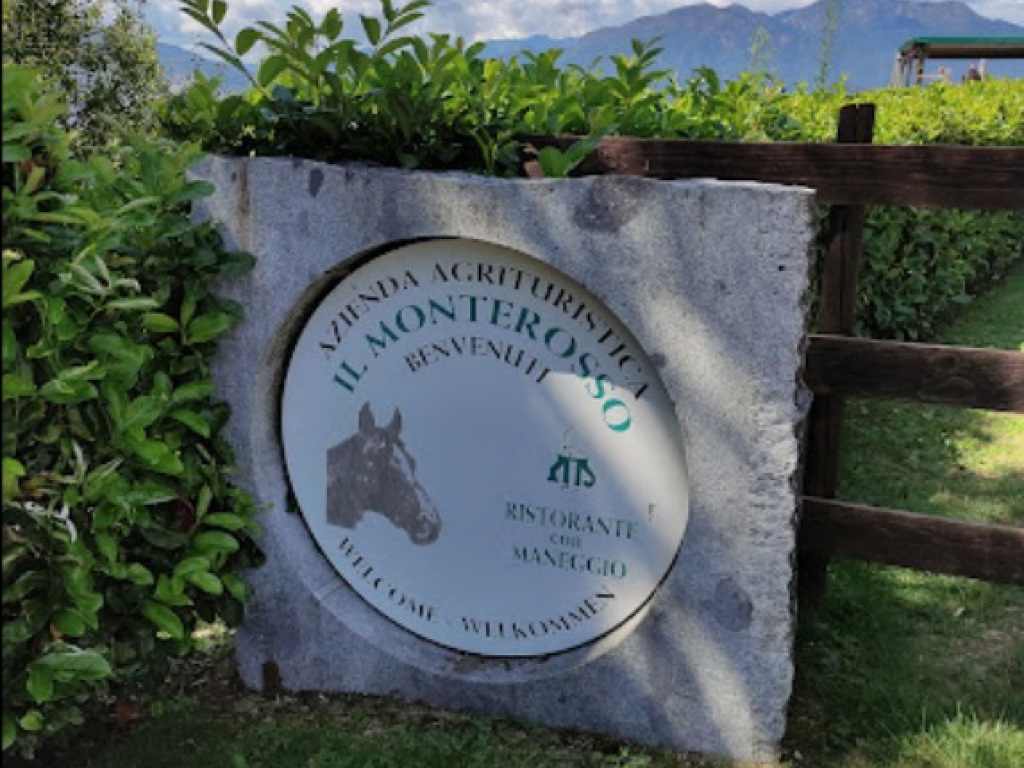 AZIENDA AGRITURISTICA
IL MONTEROSSO
BENVENUTI
RISTORANTE
CON
MANEGGIO
WELCOME - WELKOMMEN